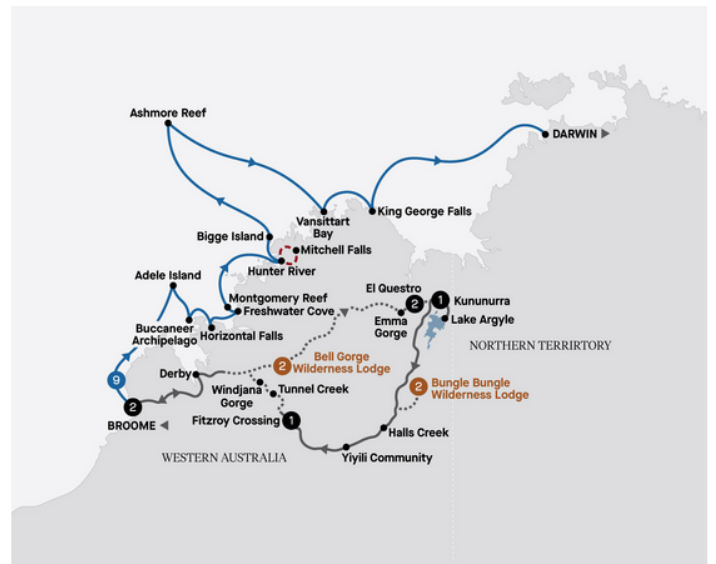 Ashmore Reef
DARWIN
Vansittart
Bay
King George Falls
Bigge Island
Mitchell Falls
Hunter River
Adele Island
El Questro
2
1
Kununurra
Montgomery Reef
Freshwater Cove
Emma
Gorge
Lake Argyle
Buccaneer
Archipelago
Horizontal Falls
NORTHERN TERRIRTORY
Bell Gorge
Wilderness Lodge
2
Derby
9
Windjana
Gorge
Tunnel Creek
2
Bungle Bungle
Wilderness Lodge
2
BROOME
Fitzroy Crossing
1
Halls Creek
WESTERN AUSTRALIA
Yiyili Community